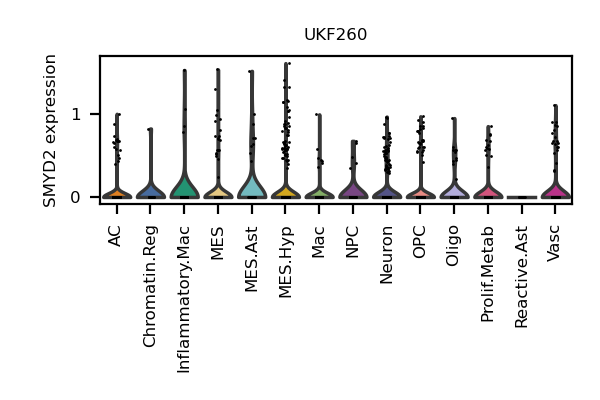 UKF260
SMYD2 expression
1
0
AC
Chromatin.Reg
Inflammatory.Mac
MES
MES.Ast
MES.Hyp
Mac
NPC
Neuron
OPC
Oligo
Prolif.Metab
Reactive.Ast
Vasc